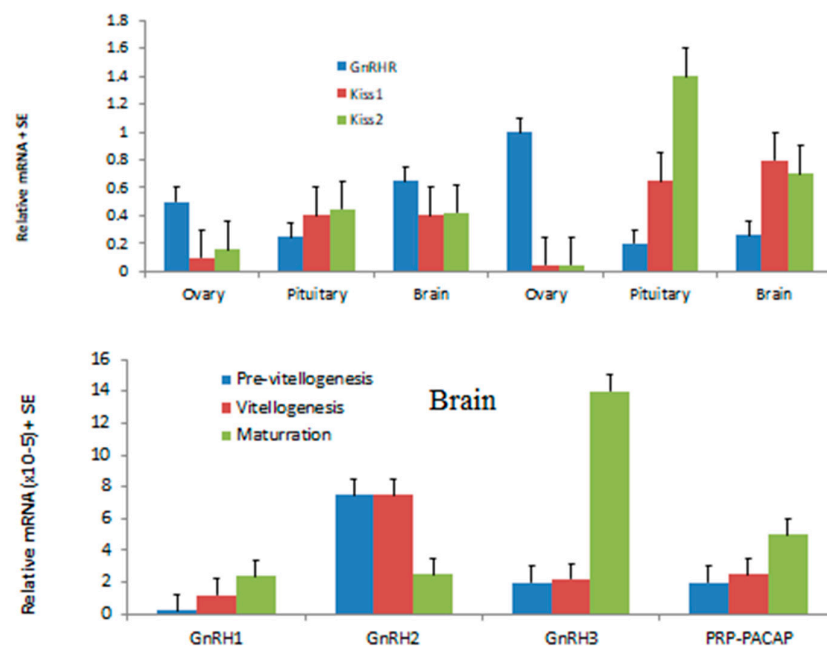 1.8
1.6
1.4
1.2
1
0.8
0.6
0.4
0.2
0
Relative mRNA + SE
GnRHR
Kiss1
Kiss2
Ovary Pituitary Brain Ovary Pituitary Brain
16
14
12
10
8
6
4
2
0
Relative mRNA (x10-5)+ SE
Pre-vitellogenesis
Vitellogenesis
Maturration
Brain
GnRH1 GnRH2 GnRH3 PRP-PACAP